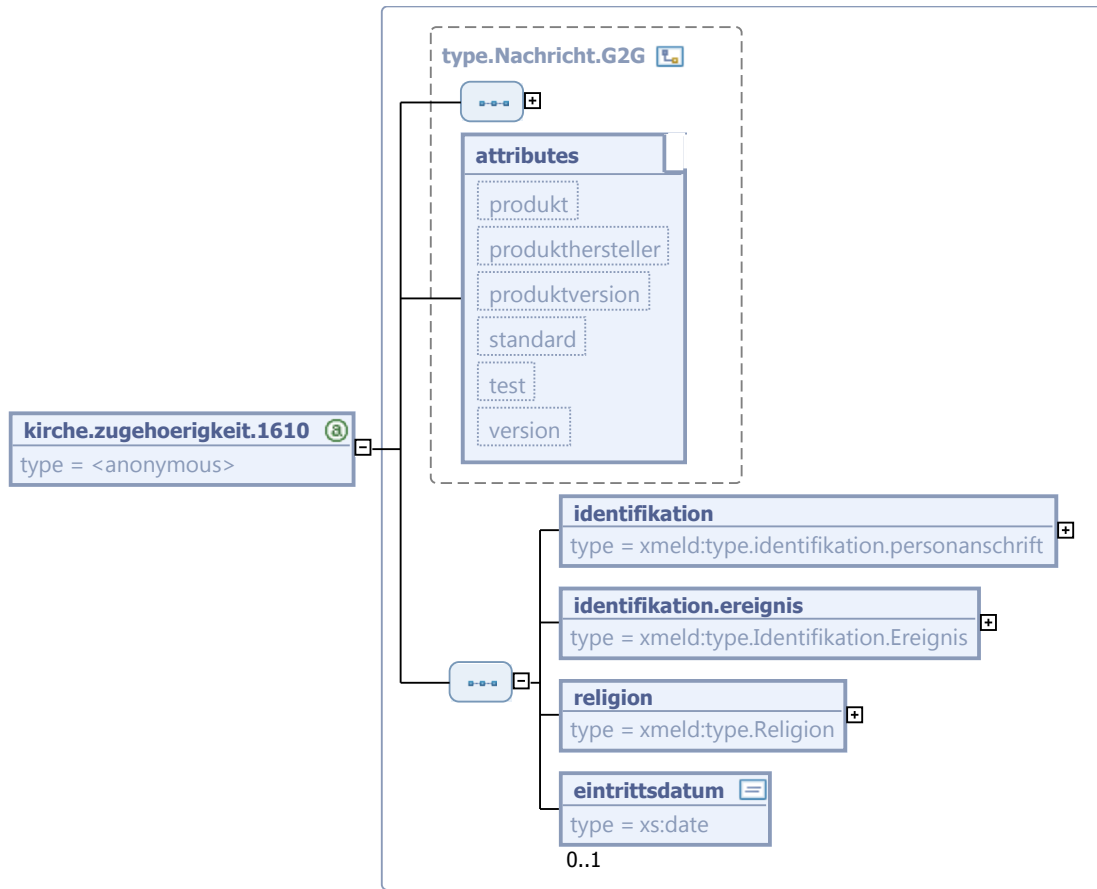 type.Nachricht.G2G
attributes
produkt
produkthersteller
produktversion
standard
test
version
kirche.zugehoerigkeit.1610
type = <anonymous>
identifikation
type = xmeld:type.identifikation.personanschrift
identifikation.ereignis
type = xmeld:type.Identifikation.Ereignis
religion
type = xmeld:type.Religion
eintrittsdatum
type = xs:date
0..1